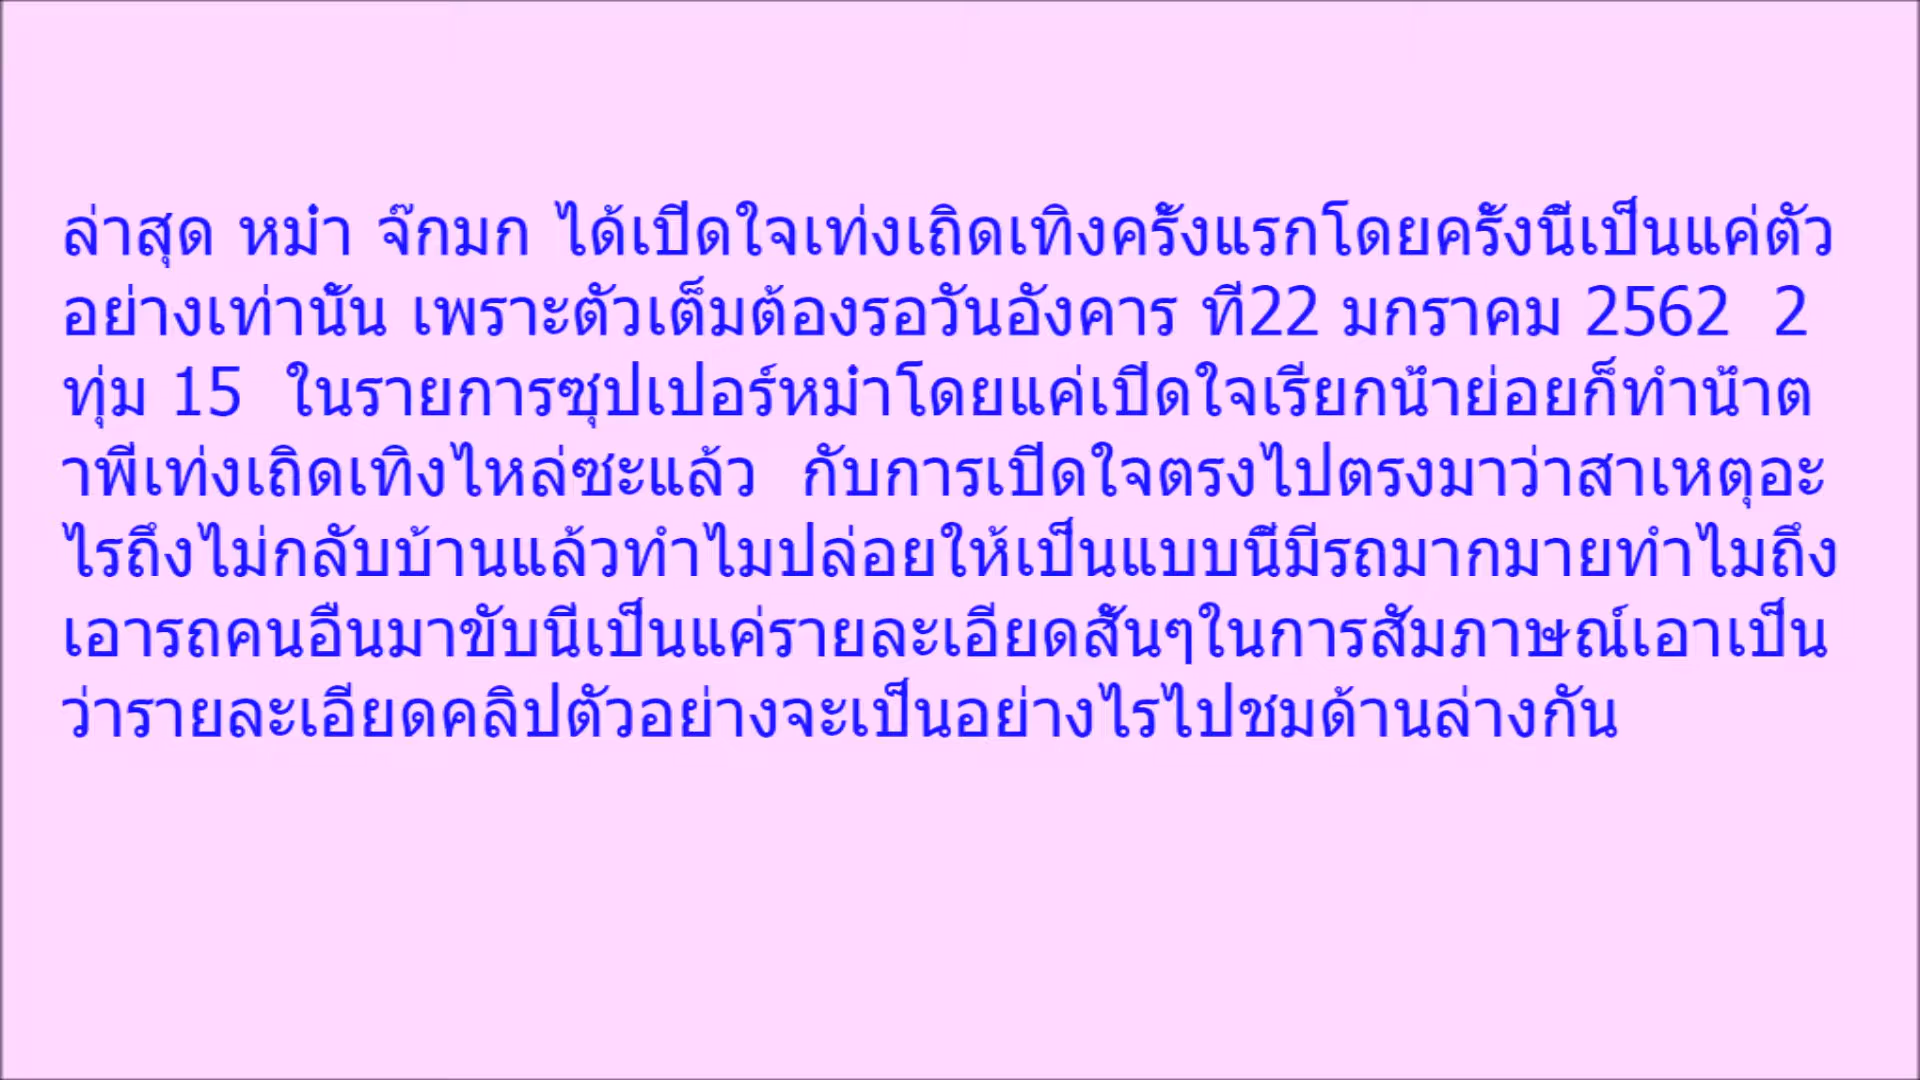 ล่าสุด หม่ำ จ๊กมก ได้เปิดใจเท่งเถิดเทิงครั้งแรกโดยครั้งนี้เป็นแค่ตัว
อย่างเท่านั้น เพราะตัวเต็มต้องรอวันอังคาร ที่22 มกราคม 2562  2
ทุ่ม 15  ในรายการซุปเปอร์หม่ำโดยแค่เปิดใจเรียกน้ำย่อยก็ทำน้ำต
าพี่เท่งเถิดเทิงไหล่ซะแล้ว  กับการเปิดใจตรงไปตรงมาว่าสาเหตุอะ
ไรถึงไม่กลับบ้านแล้วทำไมปล่อยให้เป็นแบบนี้มีรถมากมายทำไมถึง
เอารถคนอื่นมาขับนี่เป็นแค่รายละเอียดสั้นๆในการสัมภาษณ์เอาเป็น
ว่ารายละเอียดคลิปตัวอย่างจะเป็นอย่างไรไปชมด้านล่างกัน